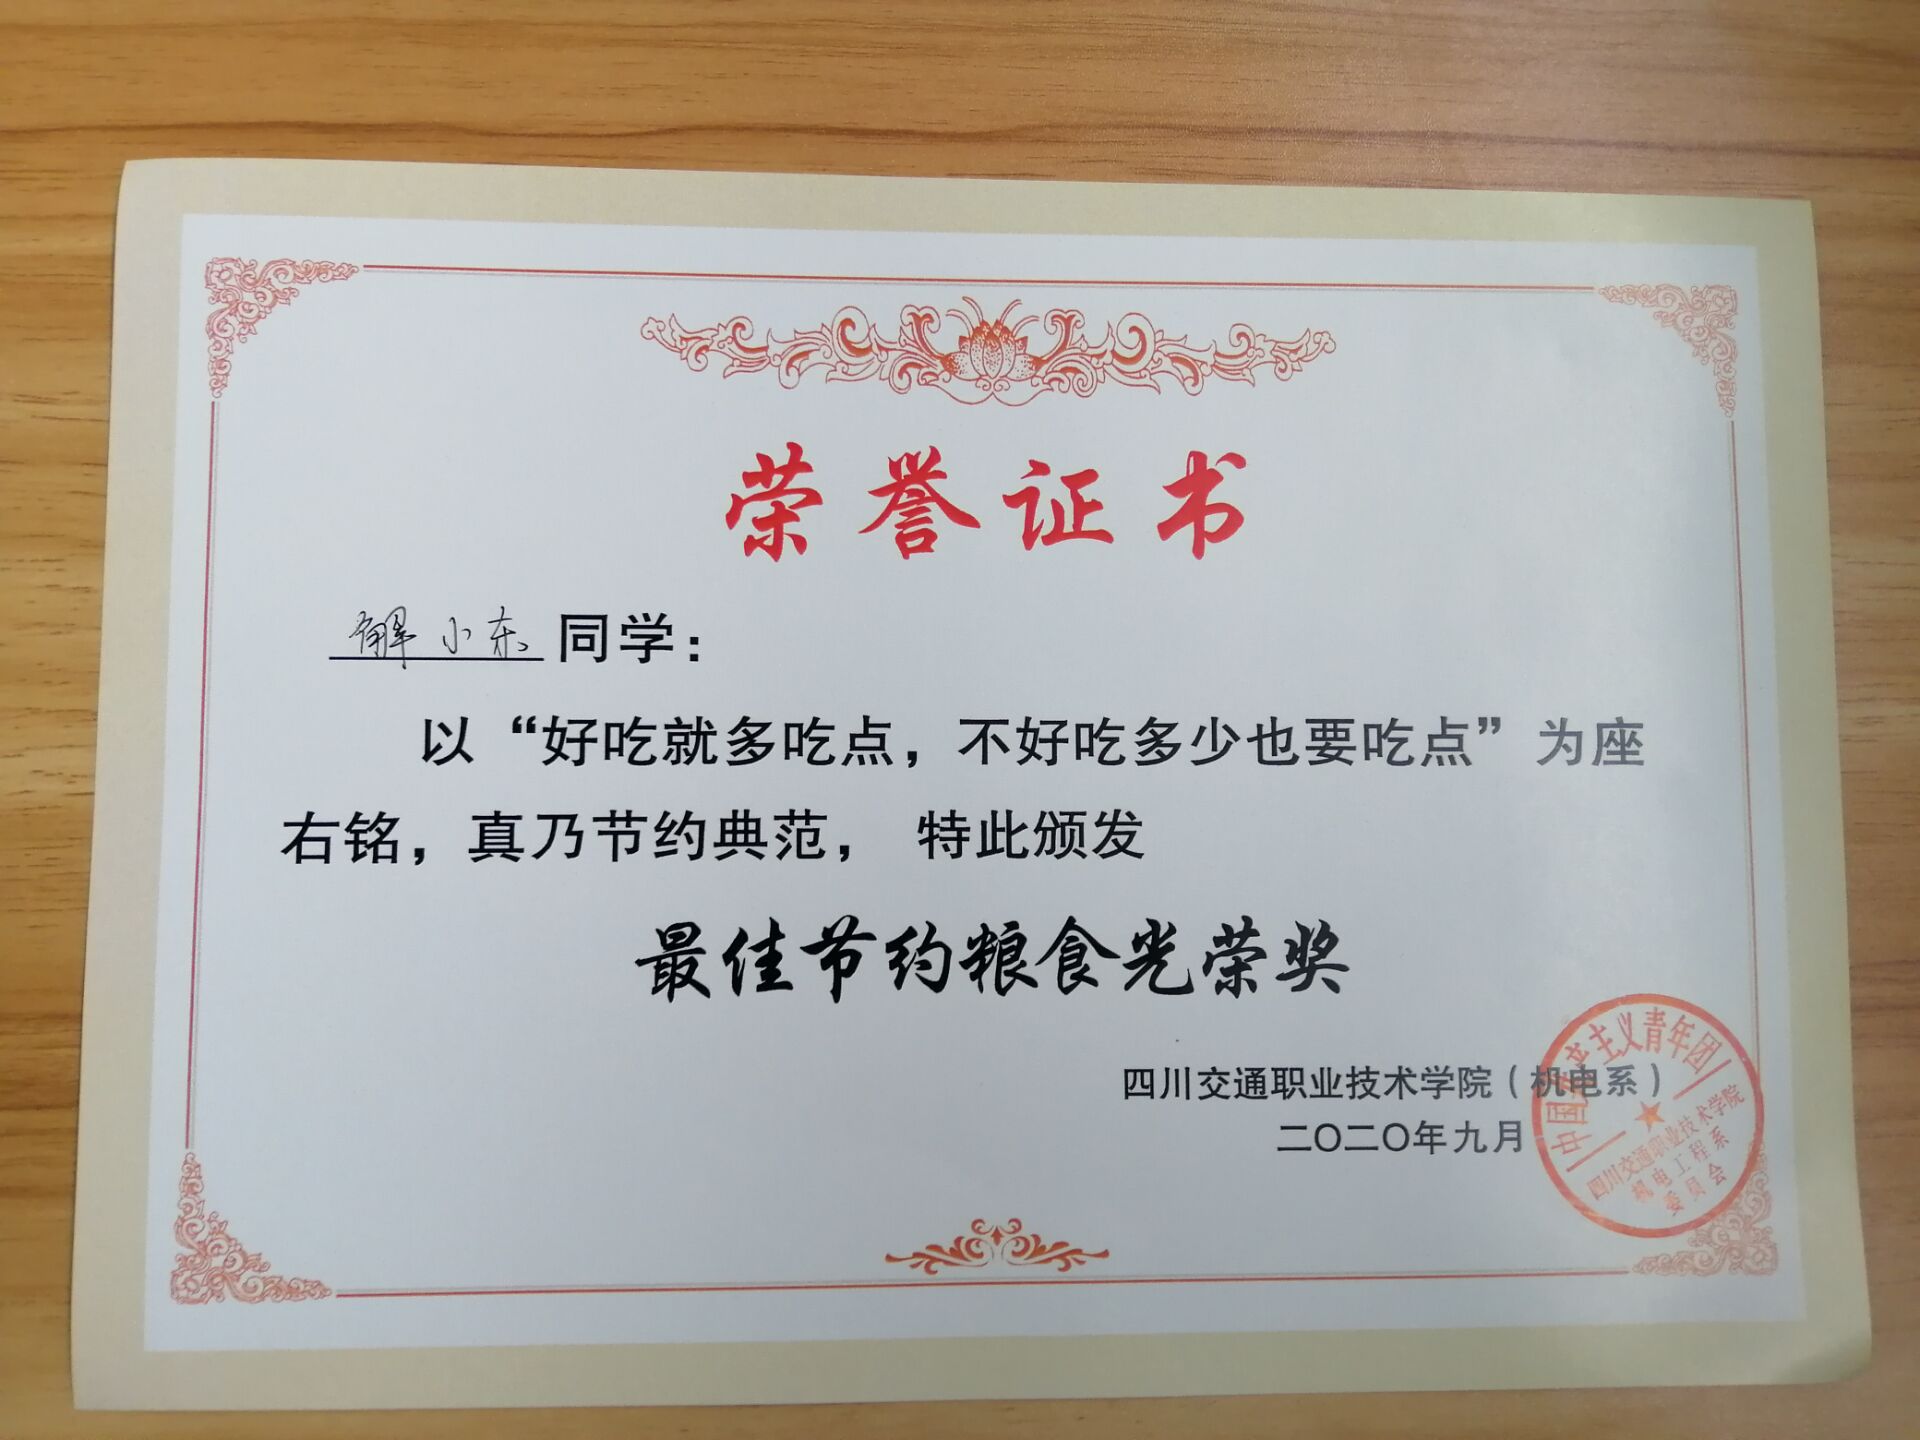 荣誉证书
解小东同学：
以“好吃就多吃点，不好吃多少也要吃点”为座
右铭，真乃节约典范， 特此颁发
最佳节约粮食光荣奖
四川交通职业技术学院（机电系）
二〇二〇年九月
中国共产主义青年团
四川交通职业技术学院
机电工程系
委员会